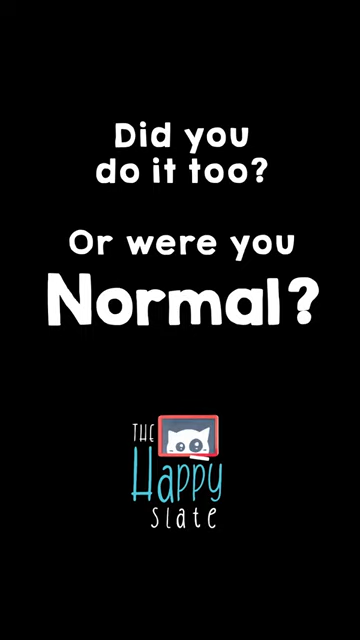 Did you
do it too?
Or were you
Normal?
THE
Happy
Slate